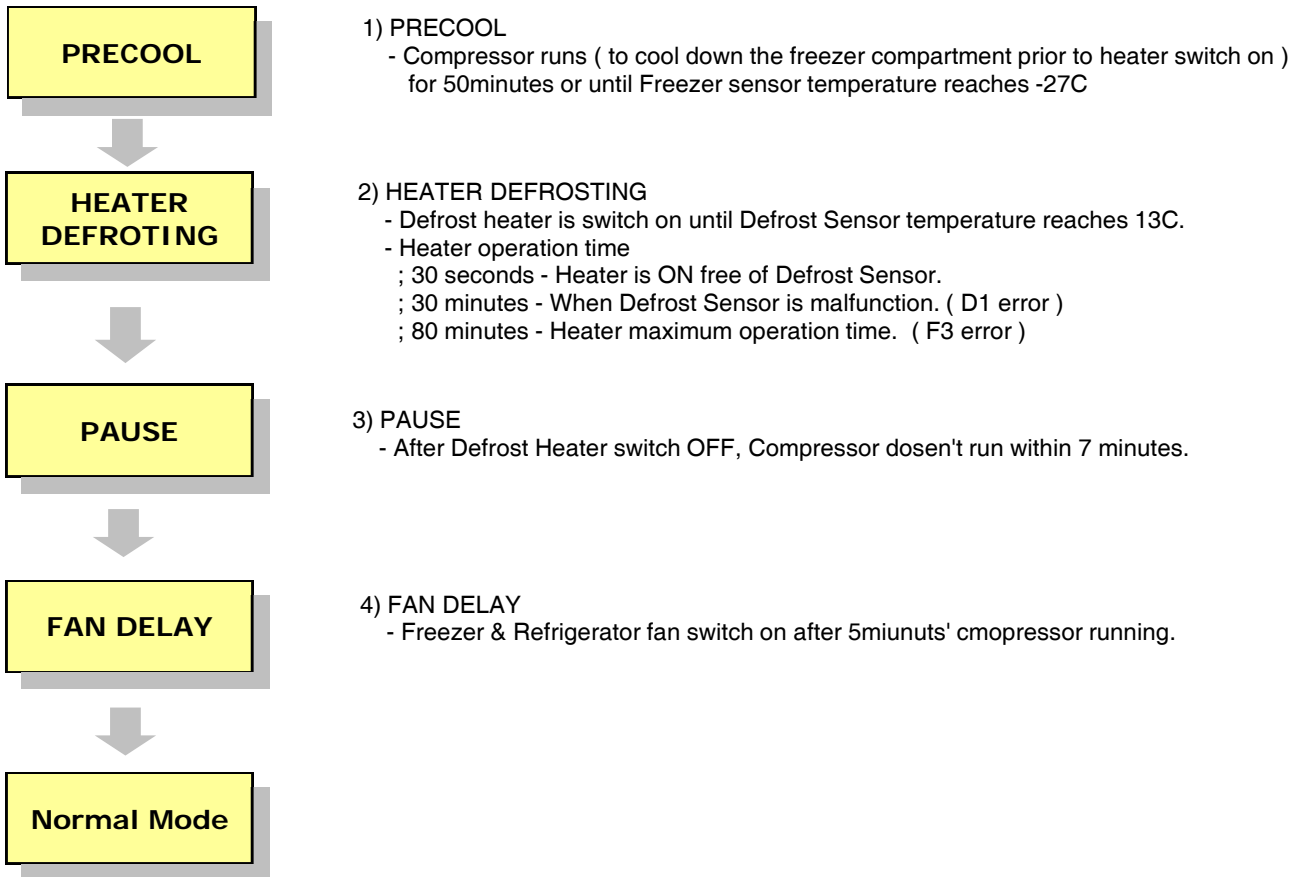 PRECOOL
1) PRECOOL
- Compressor runs ( to cool down the freezer compartment prior to heater switch on )
for 50minutes or until Freezer sensor temperature reaches -27C
HEATER
DEFROTING
2) HEATER DEFROSTING
- Defrost heater is switch on until Defrost Sensor temperature reaches 13C.
- Heater operation time
; 30 seconds - Heater is ON free of Defrost Sensor.
; 30 minutes - When Defrost Sensor is malfunction. ( D1 error )
; 80 minutes - Heater maximum operation time. ( F3 error )
PAUSE
3) PAUSE
- After Defrost Heater switch OFF, Compressor dosen't run within 7 minutes.
FAN DELAY
4) FAN DELAY
- Freezer & Refrigerator fan switch on after 5miunuts' cmopressor running.
Normal Mode